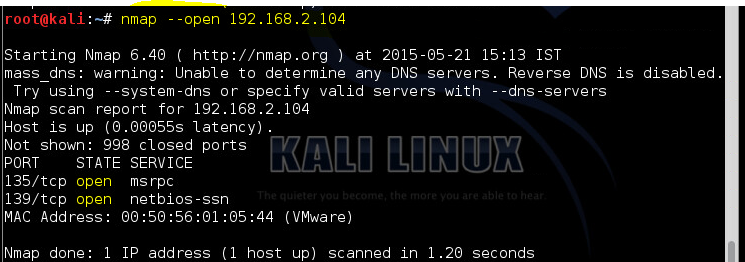 root@kali:~# nmap --open 192.168.2.104
Starting Nmap 6.40 ( http://nmap.org ) at 2015-05-21 15:13 IST
mass_dns: warning: Unable to determine any DNS servers. Reverse DNS is disabled.
Try using --system-dns or specify valid servers with --dns-servers
Nmap scan report for 192.168.2.104
Host is up (0.00055s latency).
Not shown: 998 closed ports
KALI LINUX
PORT STATE SERVICE
135/tcp open msrpc
The quieter you become, the more you are able to hear.
139/tcp open netbios-ssn
MAC Address: 00:50:56:01:05:44 (VMware)
Nmap done: 1 IP address (1 host up) scanned in 1.20 seconds